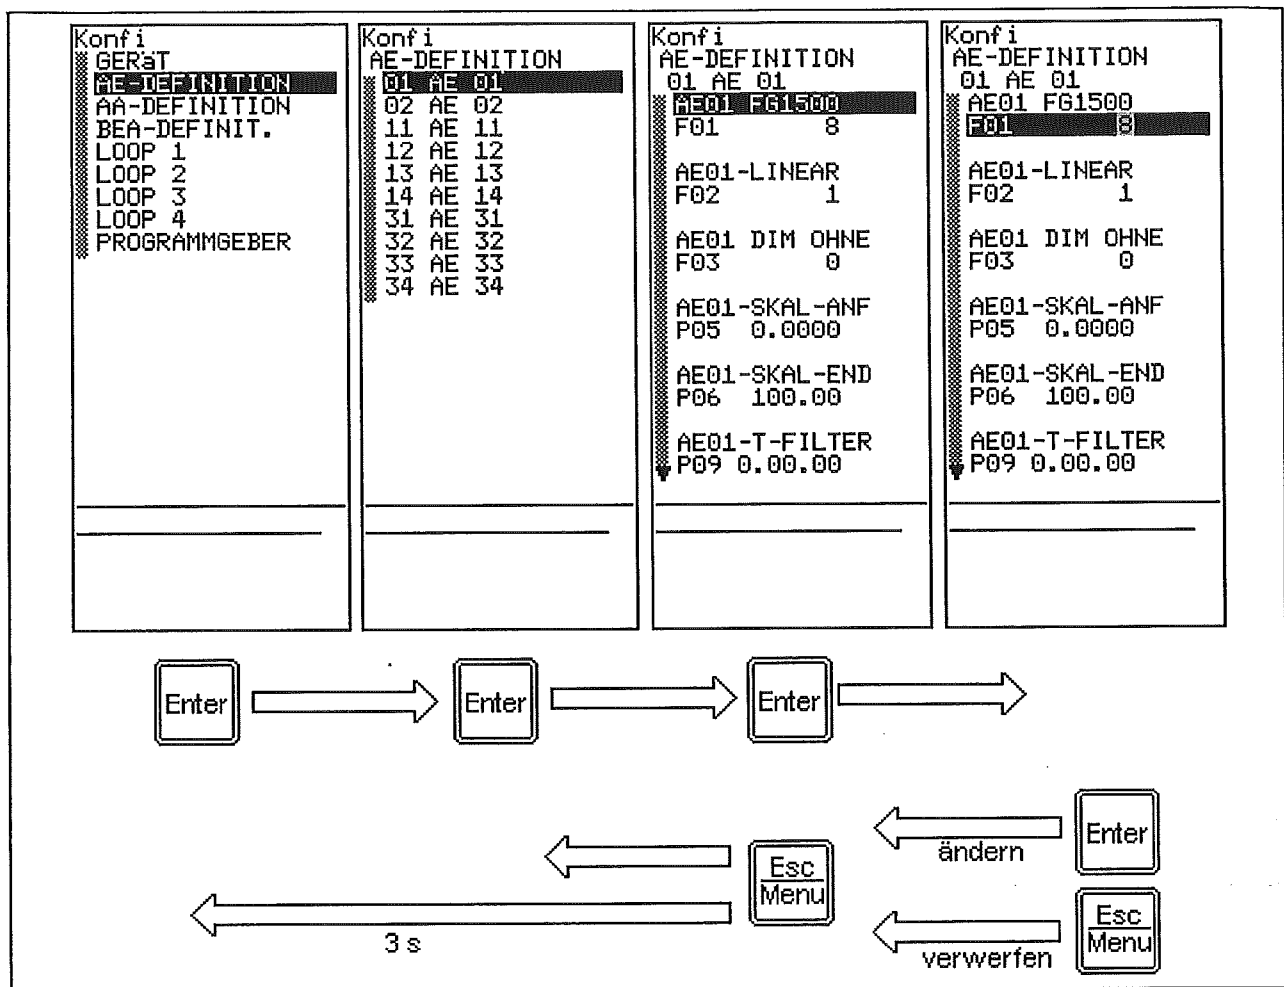 Konfi
GERäT
AE-DEFINITION
AA-DEFINITION
BEA-DEFINIT.
LOOP 1
LOOP 2
LOOP 3
LOOP 4
PROGRAMMGEBER
Konfi
AE-DEFINITION
01 AE 01
02 AE 02
11 AE 11
12 AE 12
13 AE 13
14 AE 14
31 AE 31
32 AE 32
33 AE 33
34 AE 34
Konfi
AE-DEFINITION
01 AE 01
AE01 FG1500
F01 8
AE01-LINEAR
F02 1
AE01 DIM OHNE
F03 0
AE01-SKAL-ANF
P05 0.0000
AE01-SKAL-END
P06 100.00
AE01-T-FILTER
P09 0.00.00
Konfi
AE-DEFINITION
01 AE 01
AE01 FG1500
F01 8
AE01-LINEAR
F02 1
AE01 DIM OHNE
F03 0
AE01-SKAL-ANF
P05 0.0000
AE01-SKAL-END
P06 100.00
AE01-T-FILTER
P09 0.00.00
Enter
Enter
Enter
Enter
ändern
Esc
Menu
3 s
Esc
Menu
verwerfen